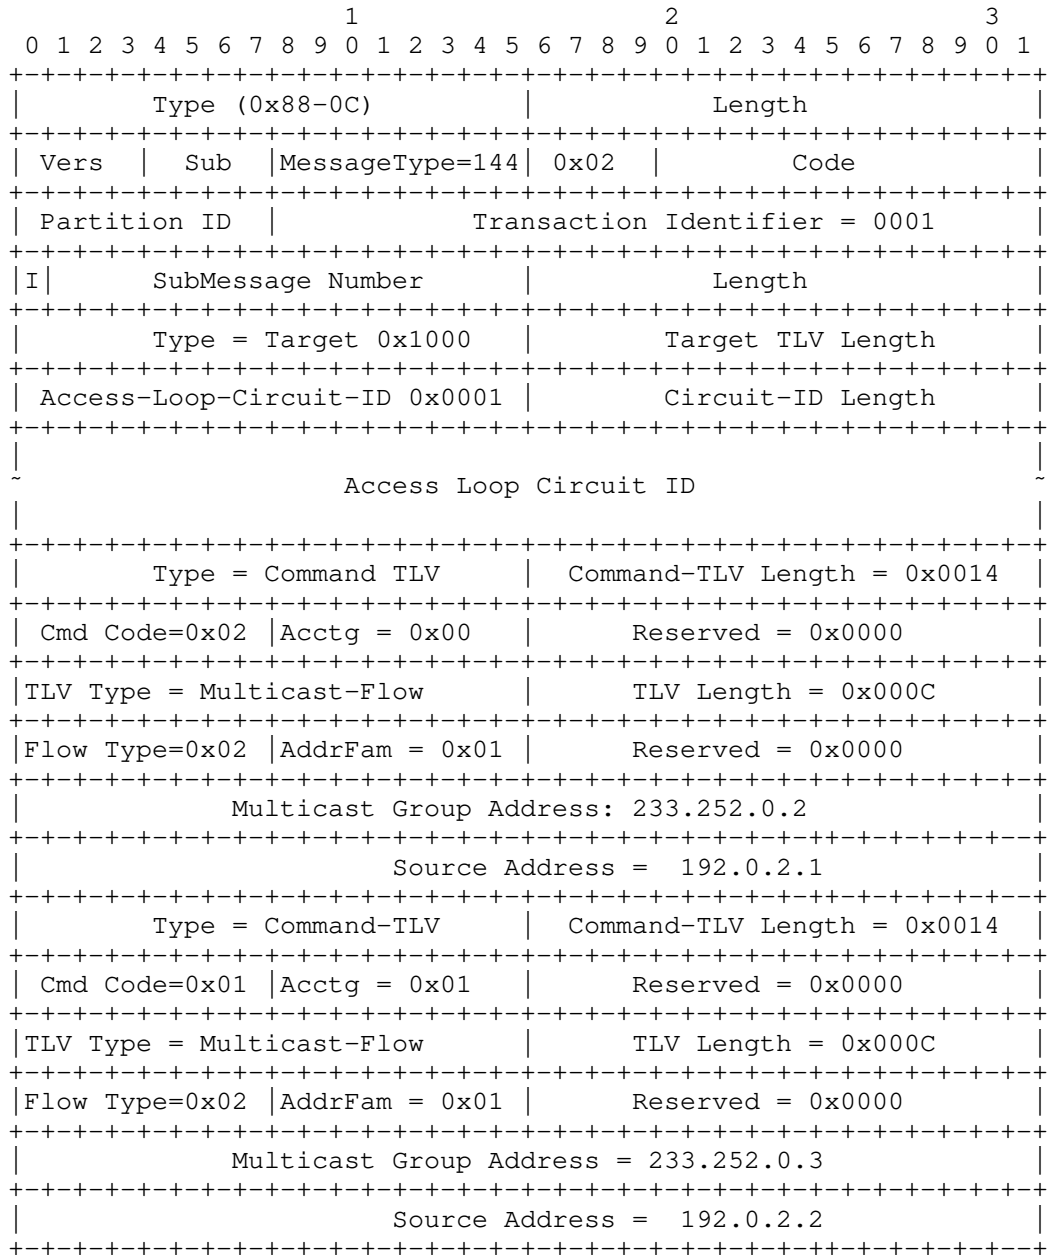 1                   2                   3
 0 1 2 3 4 5 6 7 8 9 0 1 2 3 4 5 6 7 8 9 0 1 2 3 4 5 6 7 8 9 0 1
+-+-+-+-+-+-+-+-+-+-+-+-+-+-+-+-+-+-+-+-+-+-+-+-+-+-+-+-+-+-+-+-+
|        Type (0x88-0C)         |           Length              |
+-+-+-+-+-+-+-+-+-+-+-+-+-+-+-+-+-+-+-+-+-+-+-+-+-+-+-+-+-+-+-+-+
| Vers  |  Sub  |MessageType=144| 0x02  |        Code           |
+-+-+-+-+-+-+-+-+-+-+-+-+-+-+-+-+-+-+-+-+-+-+-+-+-+-+-+-+-+-+-+-+
| Partition ID  |            Transaction Identifier = 0001      |
+-+-+-+-+-+-+-+-+-+-+-+-+-+-+-+-+-+-+-+-+-+-+-+-+-+-+-+-+-+-+-+-+
|I|      SubMessage Number      |           Length              |
+-+-+-+-+-+-+-+-+-+-+-+-+-+-+-+-+-+-+-+-+-+-+-+-+-+-+-+-+-+-+-+-+
|        Type = Target 0x1000   |        Target TLV Length      |
+-+-+-+-+-+-+-+-+-+-+-+-+-+-+-+-+-+-+-+-+-+-+-+-+-+-+-+-+-+-+-+-+
| Access-Loop-Circuit-ID 0x0001 |        Circuit-ID Length      |
+-+-+-+-+-+-+-+-+-+-+-+-+-+-+-+-+-+-+-+-+-+-+-+-+-+-+-+-+-+-+-+-+
|                                                               |
~                    Access Loop Circuit ID                     ~
|                                                               |
+-+-+-+-+-+-+-+-+-+-+-+-+-+-+-+-+-+-+-+-+-+-+-+-+-+-+-+-+-+-+-+-+
|        Type = Command TLV     |  Command-TLV Length = 0x0014  |
+-+-+-+-+-+-+-+-+-+-+-+-+-+-+-+-+-+-+-+-+-+-+-+-+-+-+-+-+-+-+-+-+
| Cmd Code=0x02 |Acctg = 0x00   |      Reserved = 0x0000        |
+-+-+-+-+-+-+-+-+-+-+-+-+-+-+-+-+-+-+-+-+-+-+-+-+-+-+-+-+-+-+-+-+
|TLV Type = Multicast-Flow      |      TLV Length = 0x000C      |
+-+-+-+-+-+-+-+-+-+-+-+-+-+-+-+-+-+-+-+-+-+-+-+-+-+-+-+-+-+-+-+-+
|Flow Type=0x02 |AddrFam = 0x01 |      Reserved = 0x0000        |
+-+-+-+-+-+-+-+-+-+-+-+-+-+-+-+-+-+-+-+-+-+-+-+-+-+-+-+-+-+-+-+-+
|             Multicast Group Address: 233.252.0.2              |
+-+-+-+-+-+-+-+-+-+-+-+-+-+-+-+-+-+-+-+-+-+-+-+-+-++-+-+-+-+-+--+
|                       Source Address =  192.0.2.1             |
+-+-+-+-+-+-+-+-+-+-+-+-+-+-+-+-+-+-+-+-+-+-+-+-+-++-+-+-+-+-+--+
|        Type = Command-TLV     |  Command-TLV Length = 0x0014  |
+-+-+-+-+-+-+-+-+-+-+-+-+-+-+-+-+-+-+-+-+-+-+-+-+-+-+-+-+-+-+-+-+
| Cmd Code=0x01 |Acctg = 0x01   |      Reserved = 0x0000        |
+-+-+-+-+-+-+-+-+-+-+-+-+-+-+-+-+-+-+-+-+-+-+-+-+-+-+-+-+-+-+-+-+
|TLV Type = Multicast-Flow      |      TLV Length = 0x000C      |
+-+-+-+-+-+-+-+-+-+-+-+-+-+-+-+-+-+-+-+-+-+-+-+-+-+-+-+-+-+-+-+-+
|Flow Type=0x02 |AddrFam = 0x01 |      Reserved = 0x0000        |
+-+-+-+-+-+-+-+-+-+-+-+-+-+-+-+-+-+-+-+-+-+-+-+-+-+-+-+-+-+-+-+-+
|             Multicast Group Address = 233.252.0.3             |
+-+-+-+-+-+-+-+-+-+-+-+-+-+-+-+-+-+-+-+-+-+-+-+-+-+-+-+-+-+-+-+-+
|                       Source Address =  192.0.2.2             |
+-+-+-+-+-+-+-+-+-+-+-+-+-+-+-+-+-+-+-+-+-+-+-+-+-++-+-+-+-+-+--+